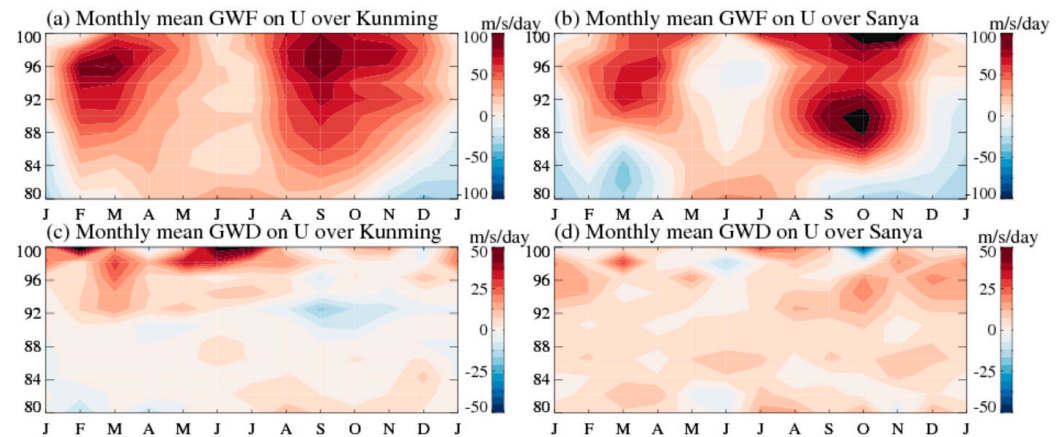 (a) Monthly mean GWF on U over Kunming m/s/day
100 96 92 88 84 80
100 50 0 -50 -100
J F M A M J J A S O N D J
(b) Monthly mean GWF on U over Sanya m/s/day
100 96 92 88 84 80
100 50 0 -50 -100
J F M A M J J A S O N D J
(c) Monthly mean GWD on U over Kunming m/s/day
100 96 92 88 84 80
50 25 0 -25 -50
J F M A M J J A S O N D J
(d) Monthly mean GWD on U over Sanya m/s/day
100 96 92 88 84 80
50 25 0 -25 -50
J F M A M J J A S O N D J